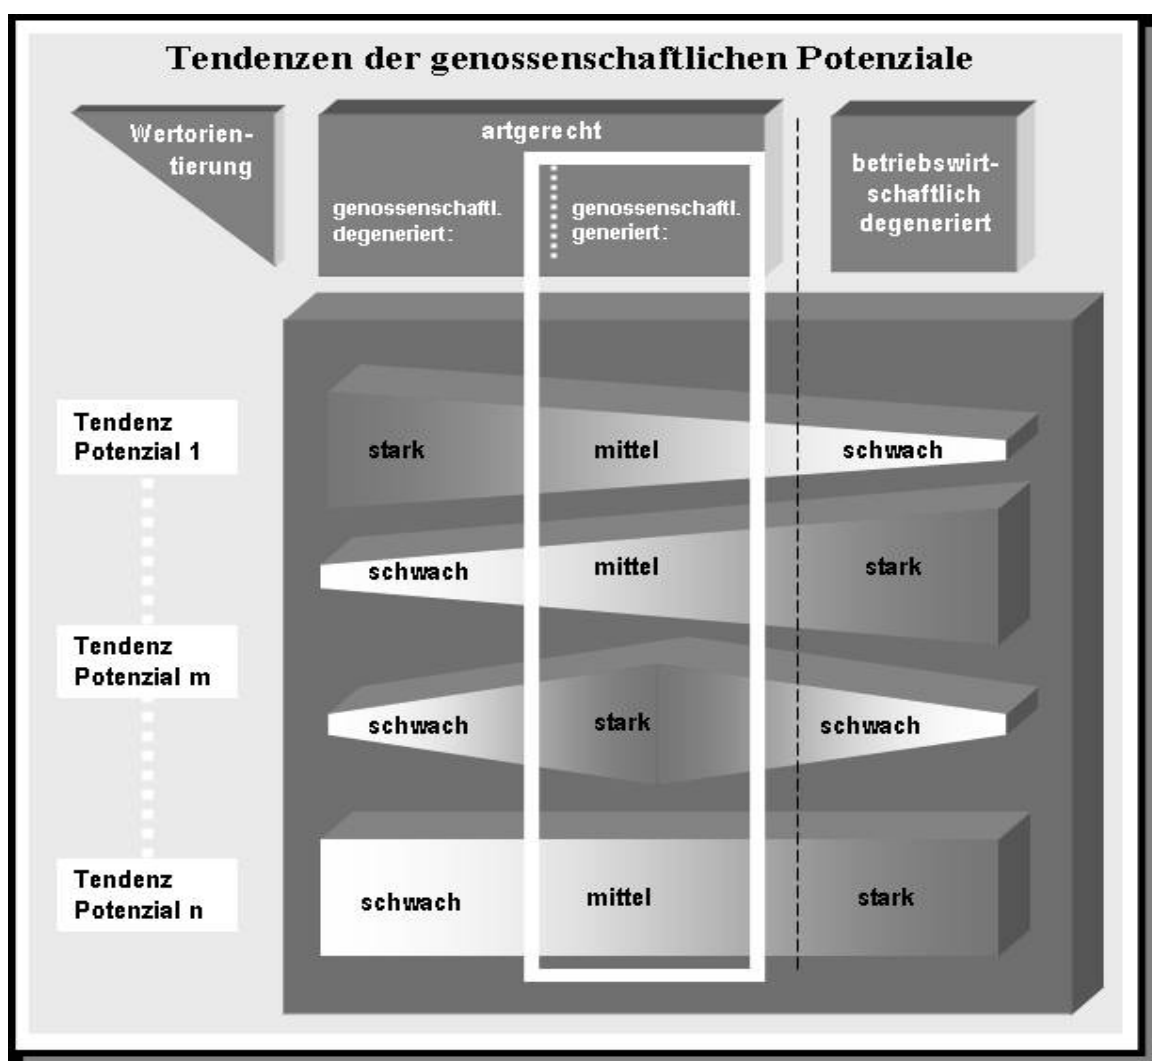 Tendenzen der genossenschaftlichen Potenziale
Wertorien-
tierung
artgerecht
genossenschaftl.
degeneriert:
genossenschaftl.
generiert:
betriebswirt-
schaftlich
degeneriert
Tendenz
Potenzial 1
stark mittel schwach
schwach mittel stark
Tendenz
Potenzial m
schwach stark schwach
Tendenz
Potenzial n
schwach mittel stark